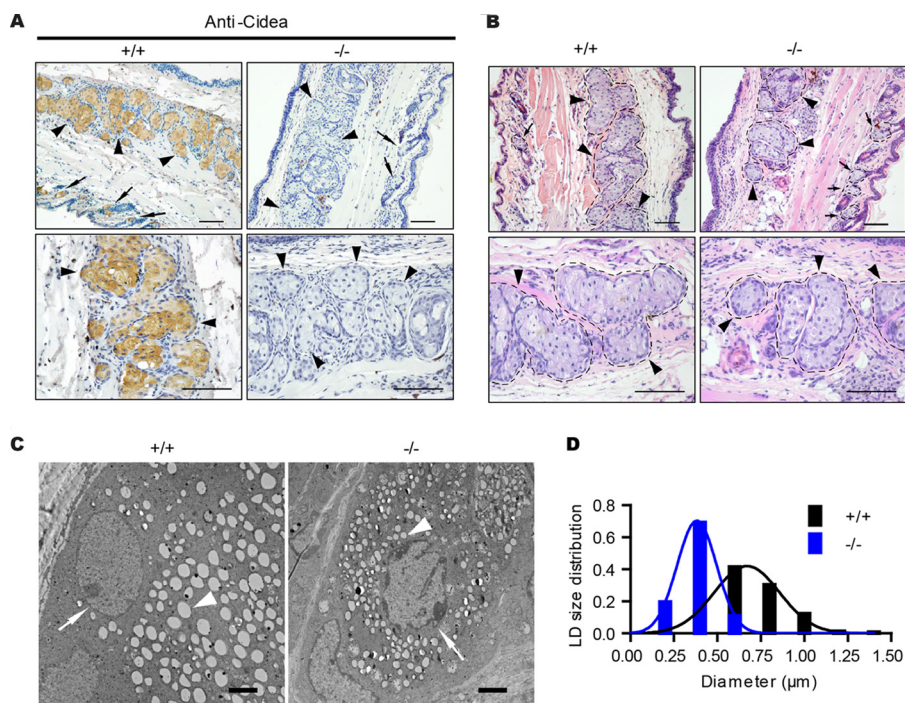 A
Anti-Cidea
+/+ -/-
B
+/+ -/-
C
+/+ -/-
D
LD size distribution
0.8
0.6
0.4
0.2
0.0
0.00 0.25 0.50 0.75 1.00 1.25 1.50
Diameter (µm)
+/+
-/-